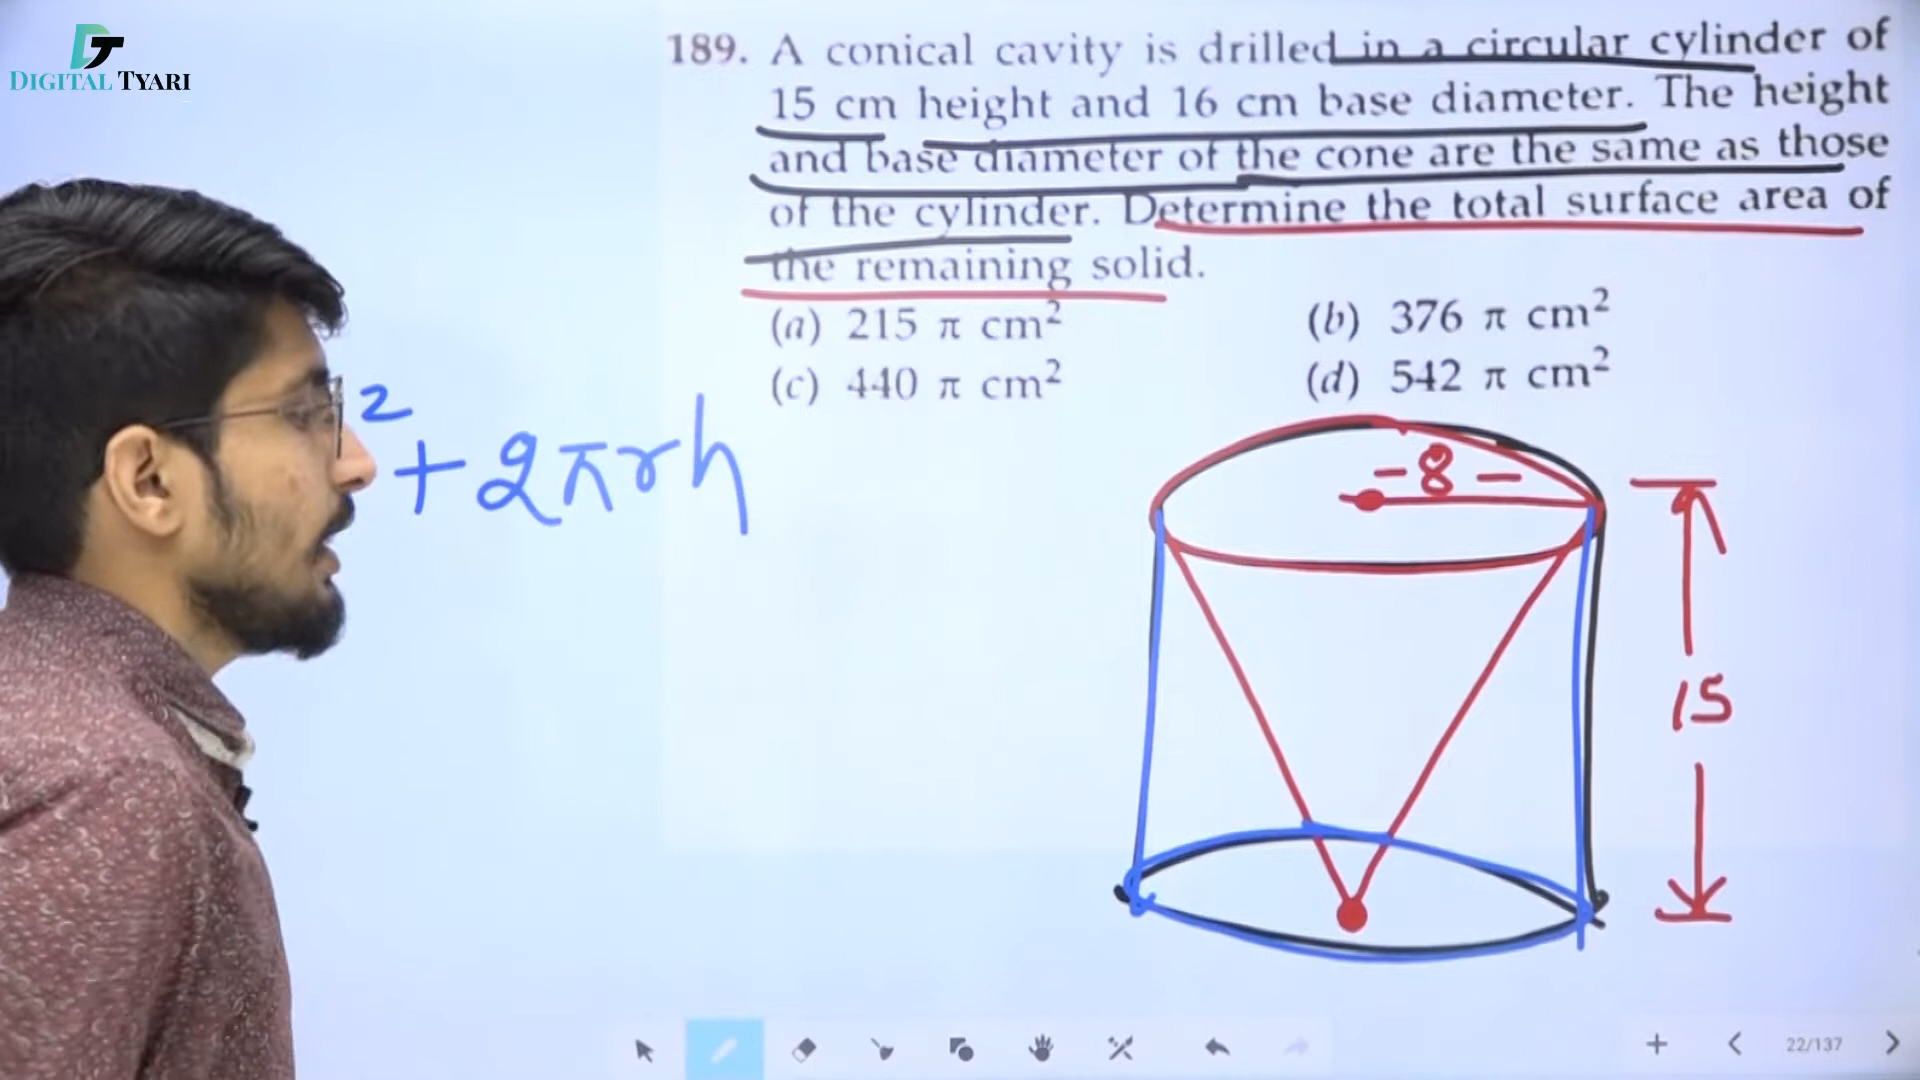 DT
DIGITAL TYARI
189. A conical cavity is drilled in a circular cylinder of
15 cm height and 16 cm base diameter. The height
and base diameter of the cone are the same as those
of the cylinder. Determine the total surface area of
the remaining solid.
(a) 215 π cm²
(b) 376 π cm²
(c) 440 π cm²
(d) 542 π cm²
² + 2πrh
-8-
15
22/137